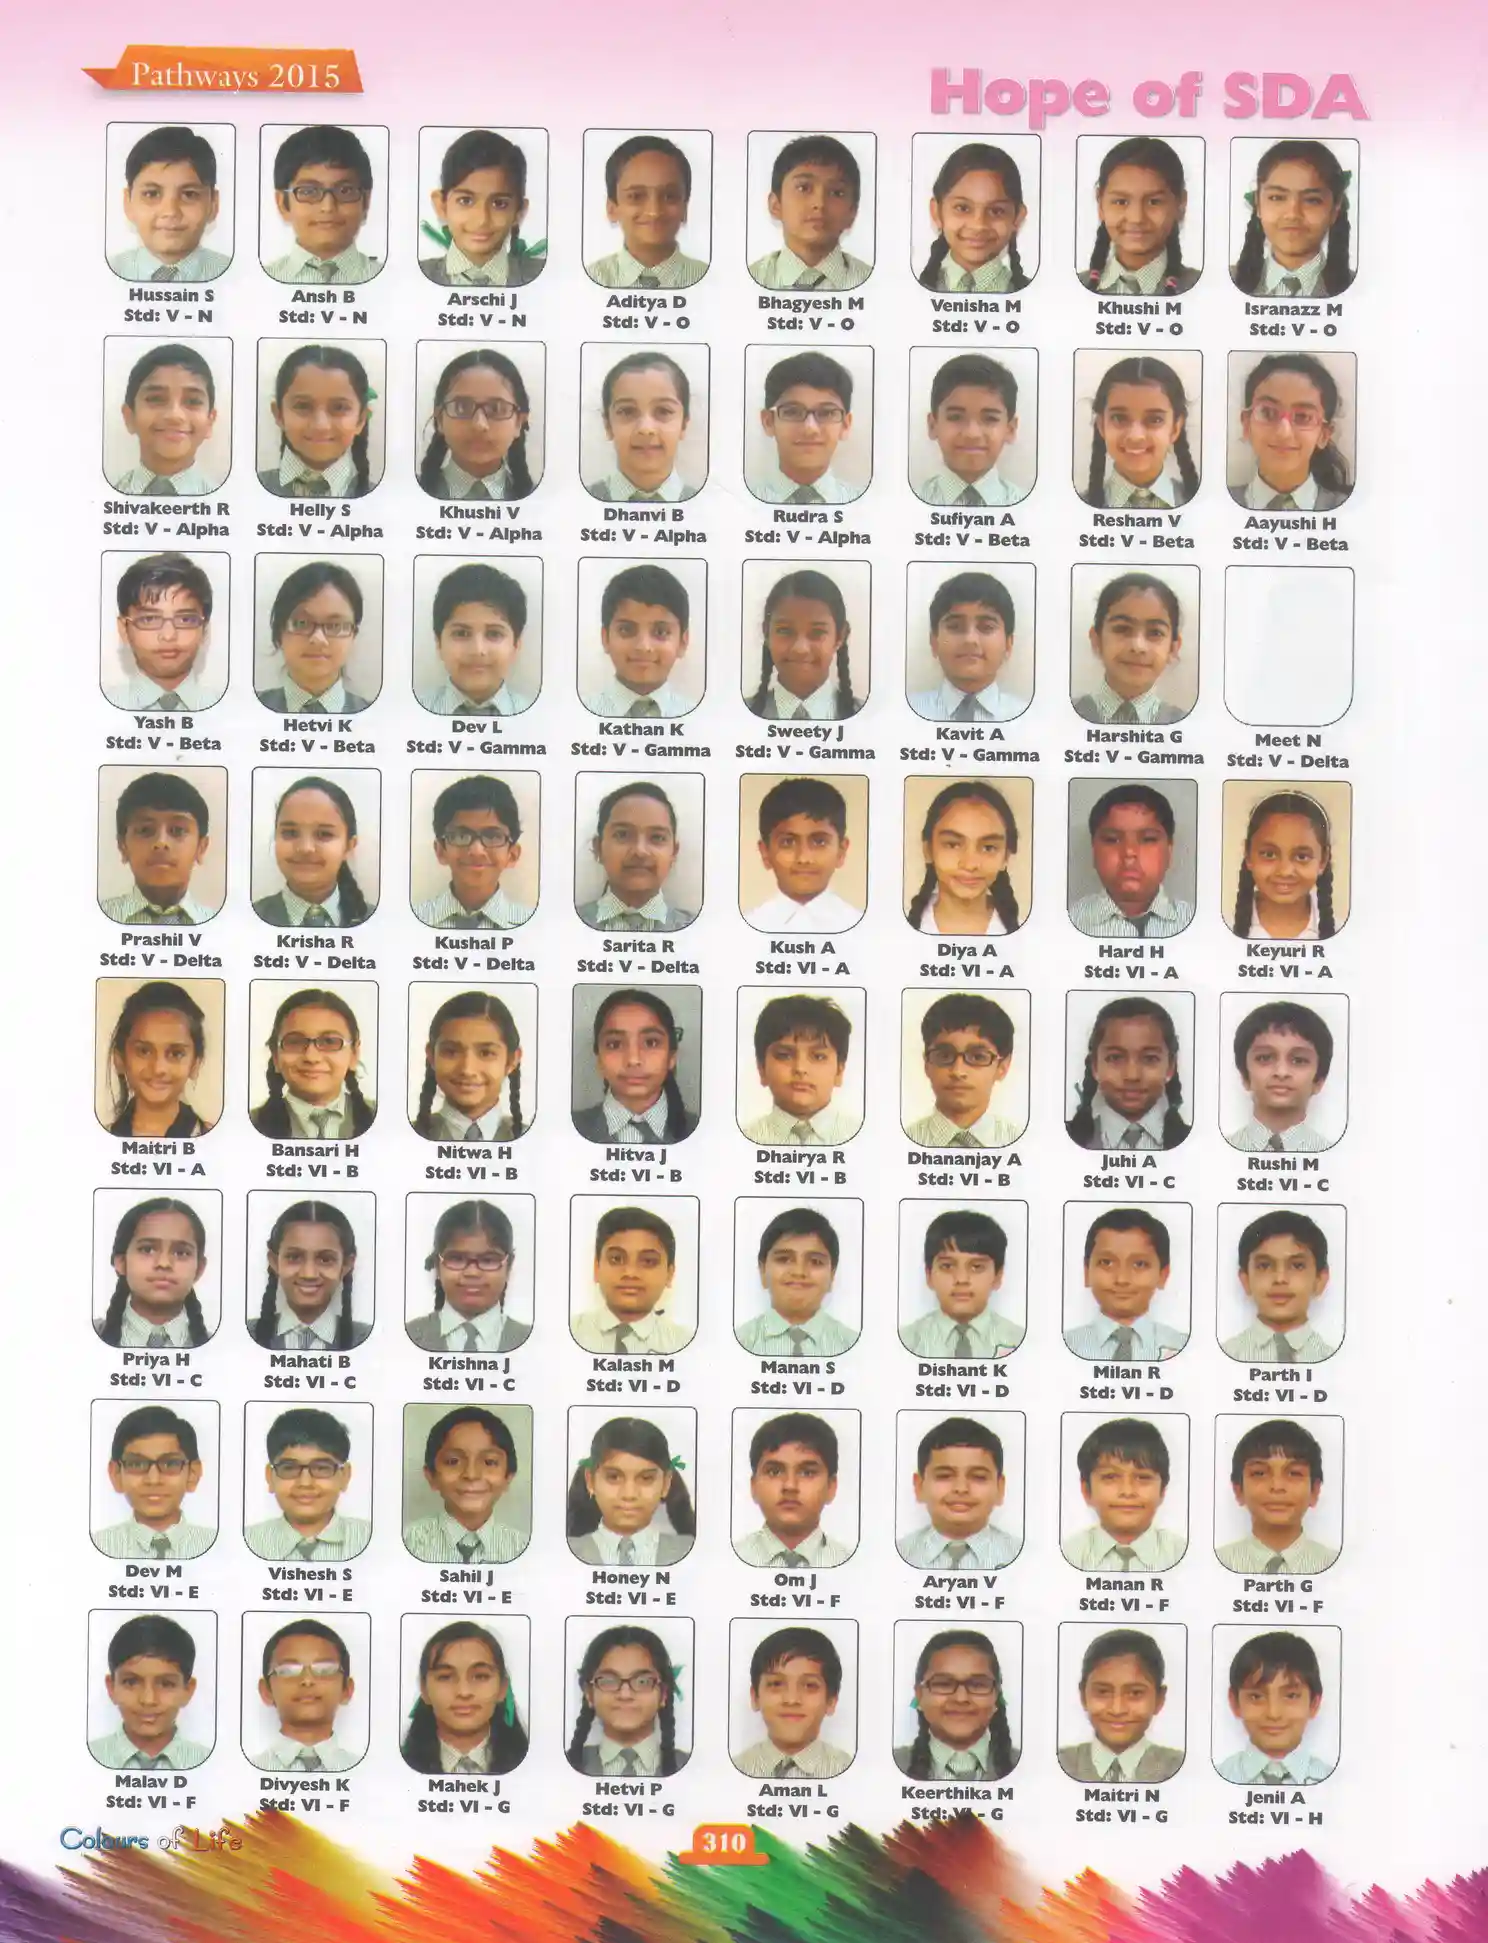 Pathways 2015
Hope of SDA
Hussain S
Std: V - N
Ansh B
Std: V - N
Arschi J
Std: V - N
Aditya D
Std: V - O
Bhagyesh M
Std: V - O
Venisha M
Std: V - O
Khushi M
Std: V - O
Isranazz M
Std: V - O
Shivakeerth R
Std: V - Alpha
Helly S
Std: V - Alpha
Khushi V
Std: V - Alpha
Dhanvi B
Std: V - Alpha
Rudra S
Std: V - Alpha
Sufiyan A
Std: V - Beta
Resham V
Std: V - Beta
Aayushi H
Std: V - Beta
Yash B
Std: V - Beta
Hetvi K
Std: V - Beta
Dev L
Std: V - Gamma
Kathan K
Std: V - Gamma
Sweety J
Std: V - Gamma
Kavit A
Std: V - Gamma
Harshita G
Std: V - Gamma
Meet N
Std: V - Delta
Prashil V
Std: V - Delta
Krisha R
Std: V - Delta
Kushal P
Std: V - Delta
Sarita R
Std: V - Delta
Kush A
Std: VI - A
Diya A
Std: VI - A
Hard H
Std: VI - A
Keyuri R
Std: VI - A
Maitri B
Std: VI - A
Bansari H
Std: VI - B
Nitwa H
Std: VI - B
Hitva J
Std: VI - B
Dhairya R
Std: VI - B
Dhananjay A
Std: VI - B
Juhi A
Std: VI - C
Rushi M
Std: VI - C
Priya H
Std: VI - C
Mahati B
Std: VI - C
Krishna J
Std: VI - C
Kalash M
Std: VI - D
Manan S
Std: VI - D
Dishant K
Std: VI - D
Milan R
Std: VI - D
Parth I
Std: VI - D
Dev M
Std: VI - E
Vishesh S
Std: VI - E
Sahil J
Std: VI - E
Honey N
Std: VI - E
Om J
Std: VI - F
Aryan V
Std: VI - F
Manan R
Std: VI - F
Parth G
Std: VI - F
Malav D
Std: VI - F
Divyesh K
Std: VI - F
Mahek J
Std: VI - G
Hetvi P
Std: VI - G
Aman L
Std: VI - G
Keerthika M
Std: VI - G
Maitri N
Std: VI - G
Jenil A
Std: VI - H
Colours of Life
310